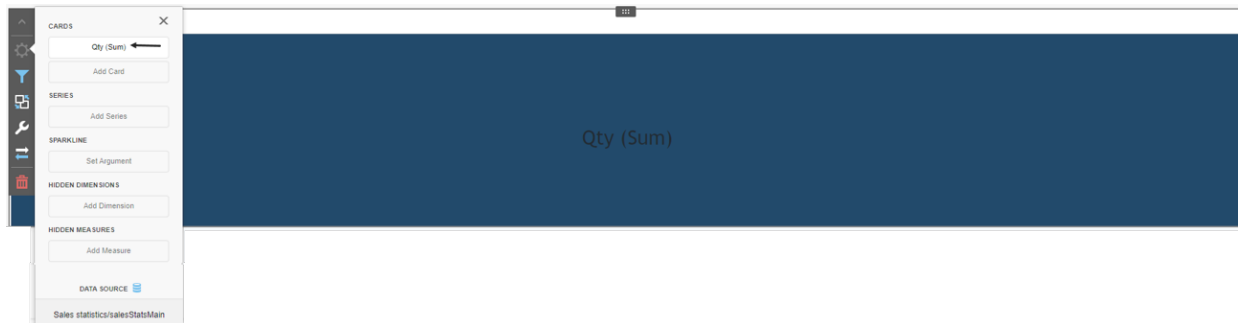 CARDS
Qty (Sum)
Add Card
SERIES
Add Series
SPARKLINE
Set Argument
HIDDEN DIMENSIONS
Add Dimension
HIDDEN MEASURES
Add Measure
DATA SOURCE
Sales statistics/salesStatsMain
Qty (Sum)